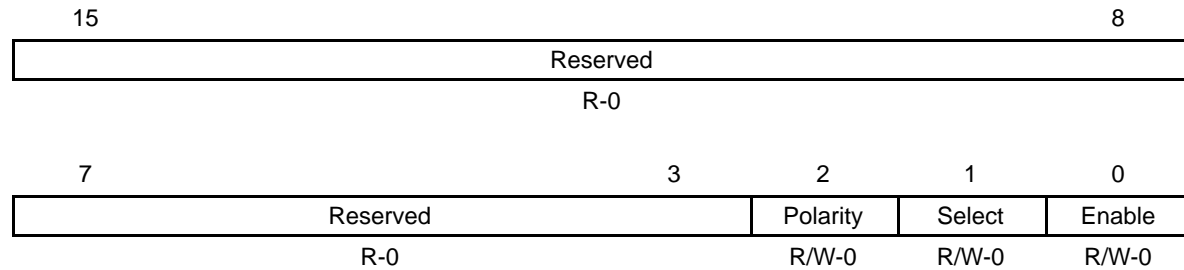 15 8
Reserved
R-0
7 3 2 1 0
Reserved Polarity Select Enable
R-0 R/W-0 R/W-0 R/W-0